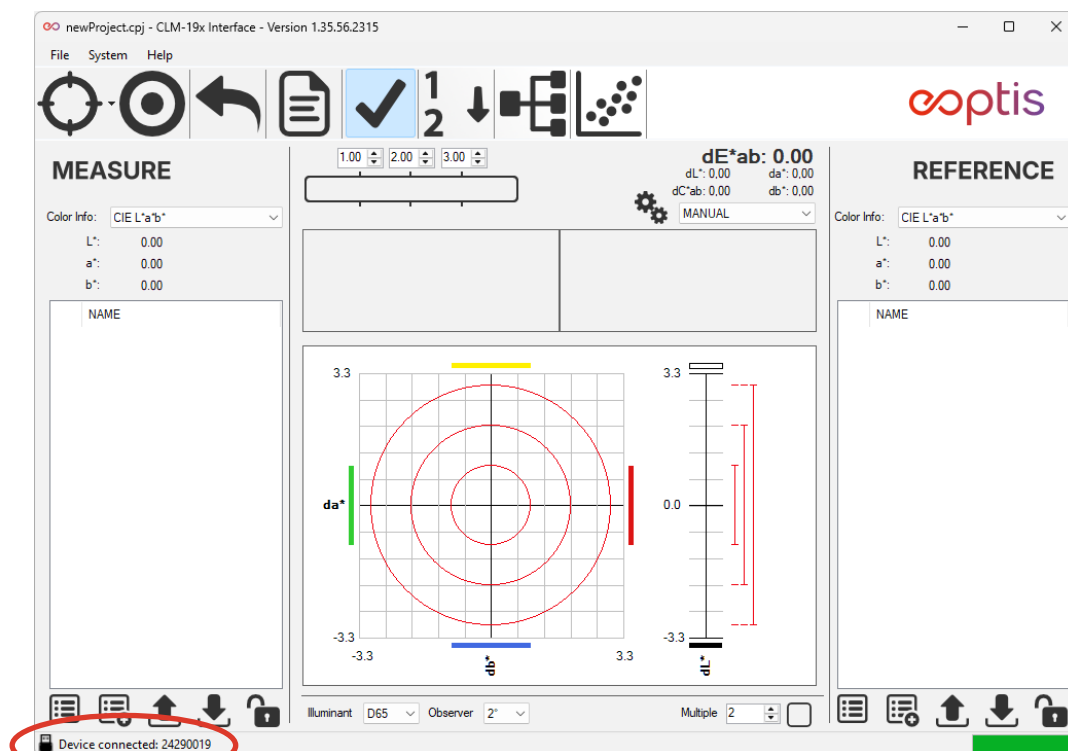 newProject.cpj - CLM-19x Interface - Version 1.35.56.2315
File System Help
1
2
eoptis
MEASURE
Color Info: CIE L*a*b*
L*: 0.00
a*: 0.00
b*: 0.00
NAME
1.00 2.00 3.00
dE*ab: 0.00
dL*: 0,00 da*: 0,00
dC*ab: 0,00 db*: 0,00
MANUAL
3.3
da*
-3.3
-3.3
db*
3.3
3.3
0.0
-3.3
dL*
Illuminant D65 Observer 2° Multiple 2
REFERENCE
Color Info: CIE L*a*b*
L*: 0.00
a*: 0.00
b*: 0.00
NAME
Device connected: 24290019